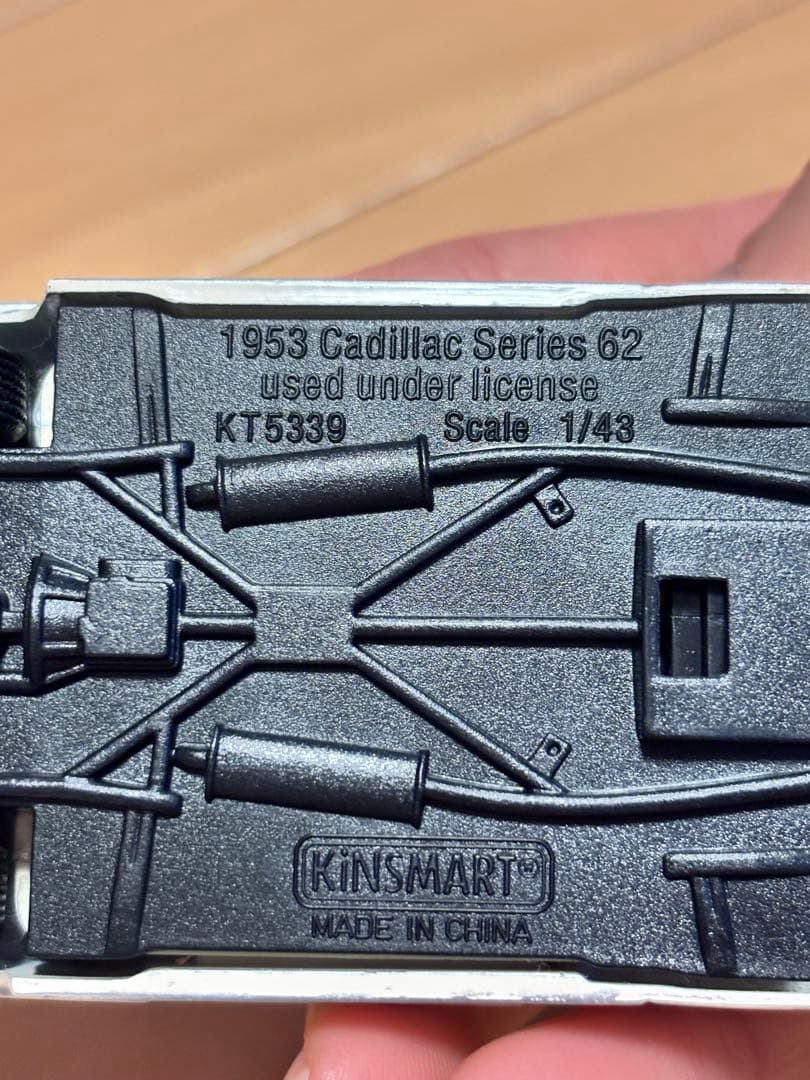 1953 Cadillac Series 62
used under license
KT5339 Scale 1/43
KiNSMART®
MADE IN CHINA